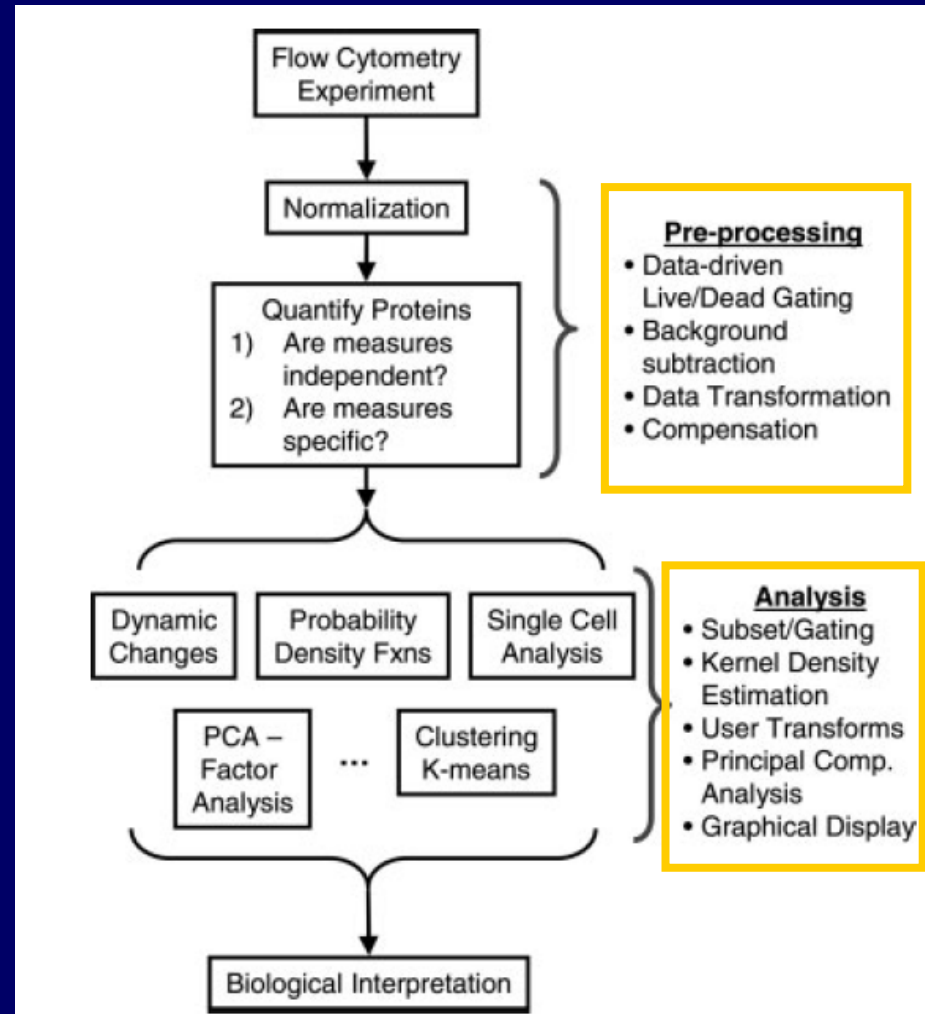 Flow Cytometry
Experiment
Normalization
Quantify Proteins
1) Are measures
independent?
2) Are measures
specific?
Pre-processing
• Data-driven
Live/Dead Gating
• Background
subtraction
• Data Transformation
• Compensation
Dynamic
Changes
Probability
Density Fxns
Single Cell
Analysis
PCA –
Factor
Analysis
...
Clustering
K-means
Analysis
• Subset/Gating
• Kernel Density
Estimation
• User Transforms
• Principal Comp.
Analysis
• Graphical Display
Biological Interpretation